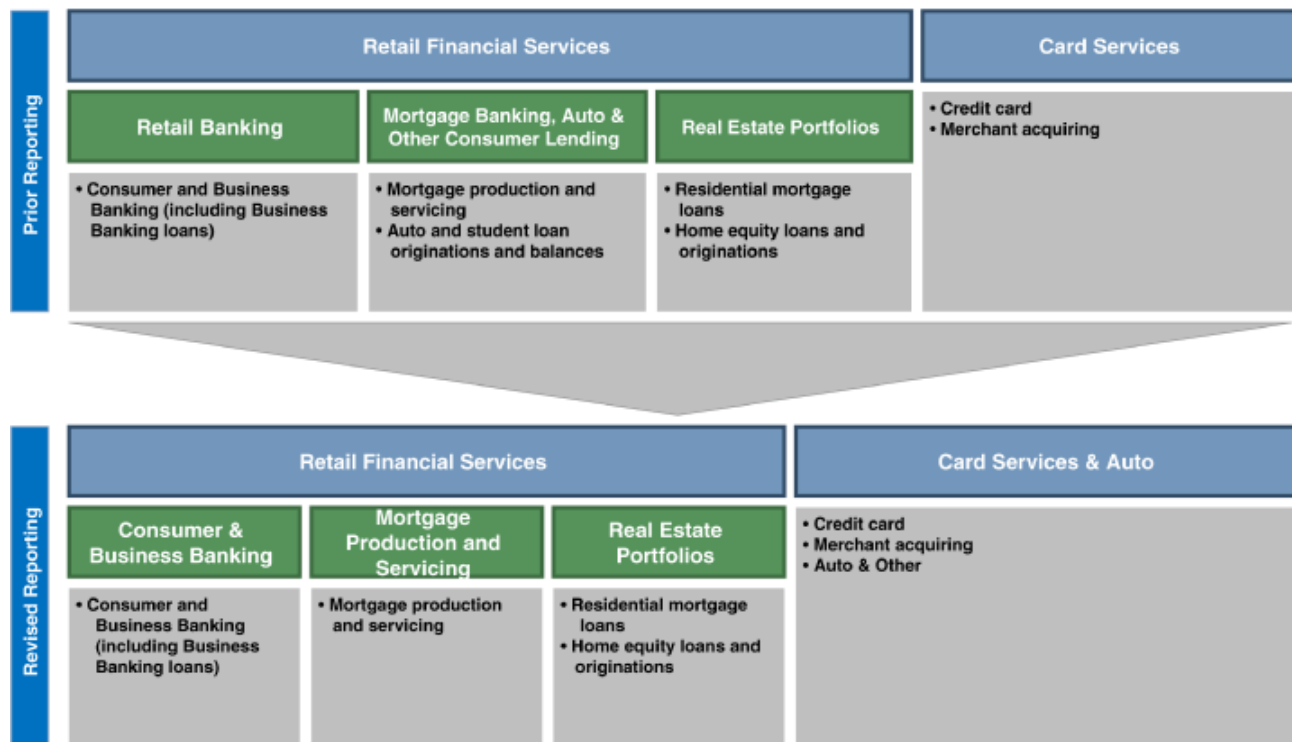 Prior Reporting
Retail Financial Services
Card Services
Retail Banking
Mortgage Banking, Auto &
Other Consumer Lending
Real Estate Portfolios
• Credit card
• Merchant acquiring
• Consumer and Business
Banking (including Business
Banking loans)
• Mortgage production and
servicing
• Auto and student loan
originations and balances
• Residential mortgage
loans
• Home equity loans and
originations
Revised Reporting
Retail Financial Services
Card Services & Auto
Consumer &
Business Banking
Mortgage
Production and
Servicing
Real Estate
Portfolios
• Credit card
• Merchant acquiring
• Auto & Other
• Consumer and
Business Banking
(including Business
Banking loans)
• Mortgage production
and servicing
• Residential mortgage
loans
• Home equity loans and
originations